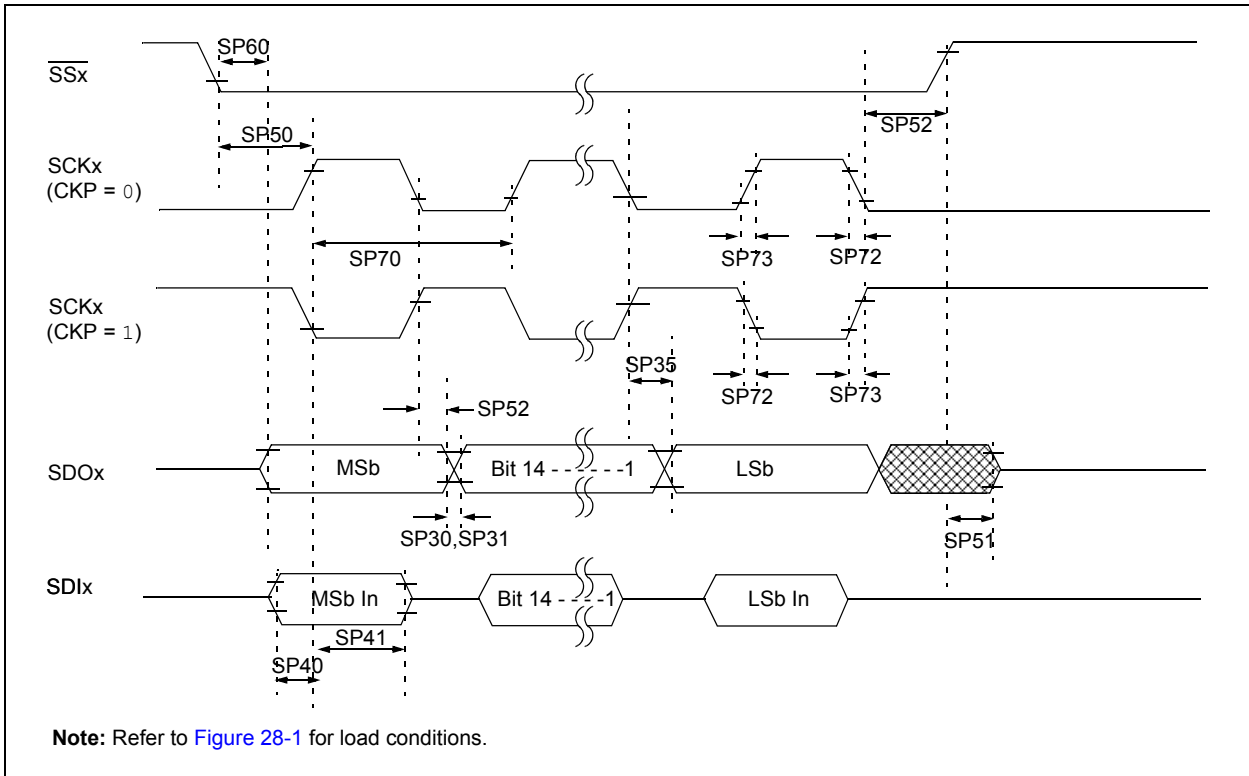 SP60
SSx
SP52
SP50
SCKx
(CKP = 0)
SP70
SP73
SP72
SCKx
(CKP = 1)
SP35
SP72
SP73
SP52
SDOx
MSb
Bit 14 - - - - - -1
LSb
SP30,SP31
SP51
SDIx
MSb In
Bit 14 - - - -1
LSb In
SP41
SP40
Note: Refer to Figure 28-1 for load conditions.